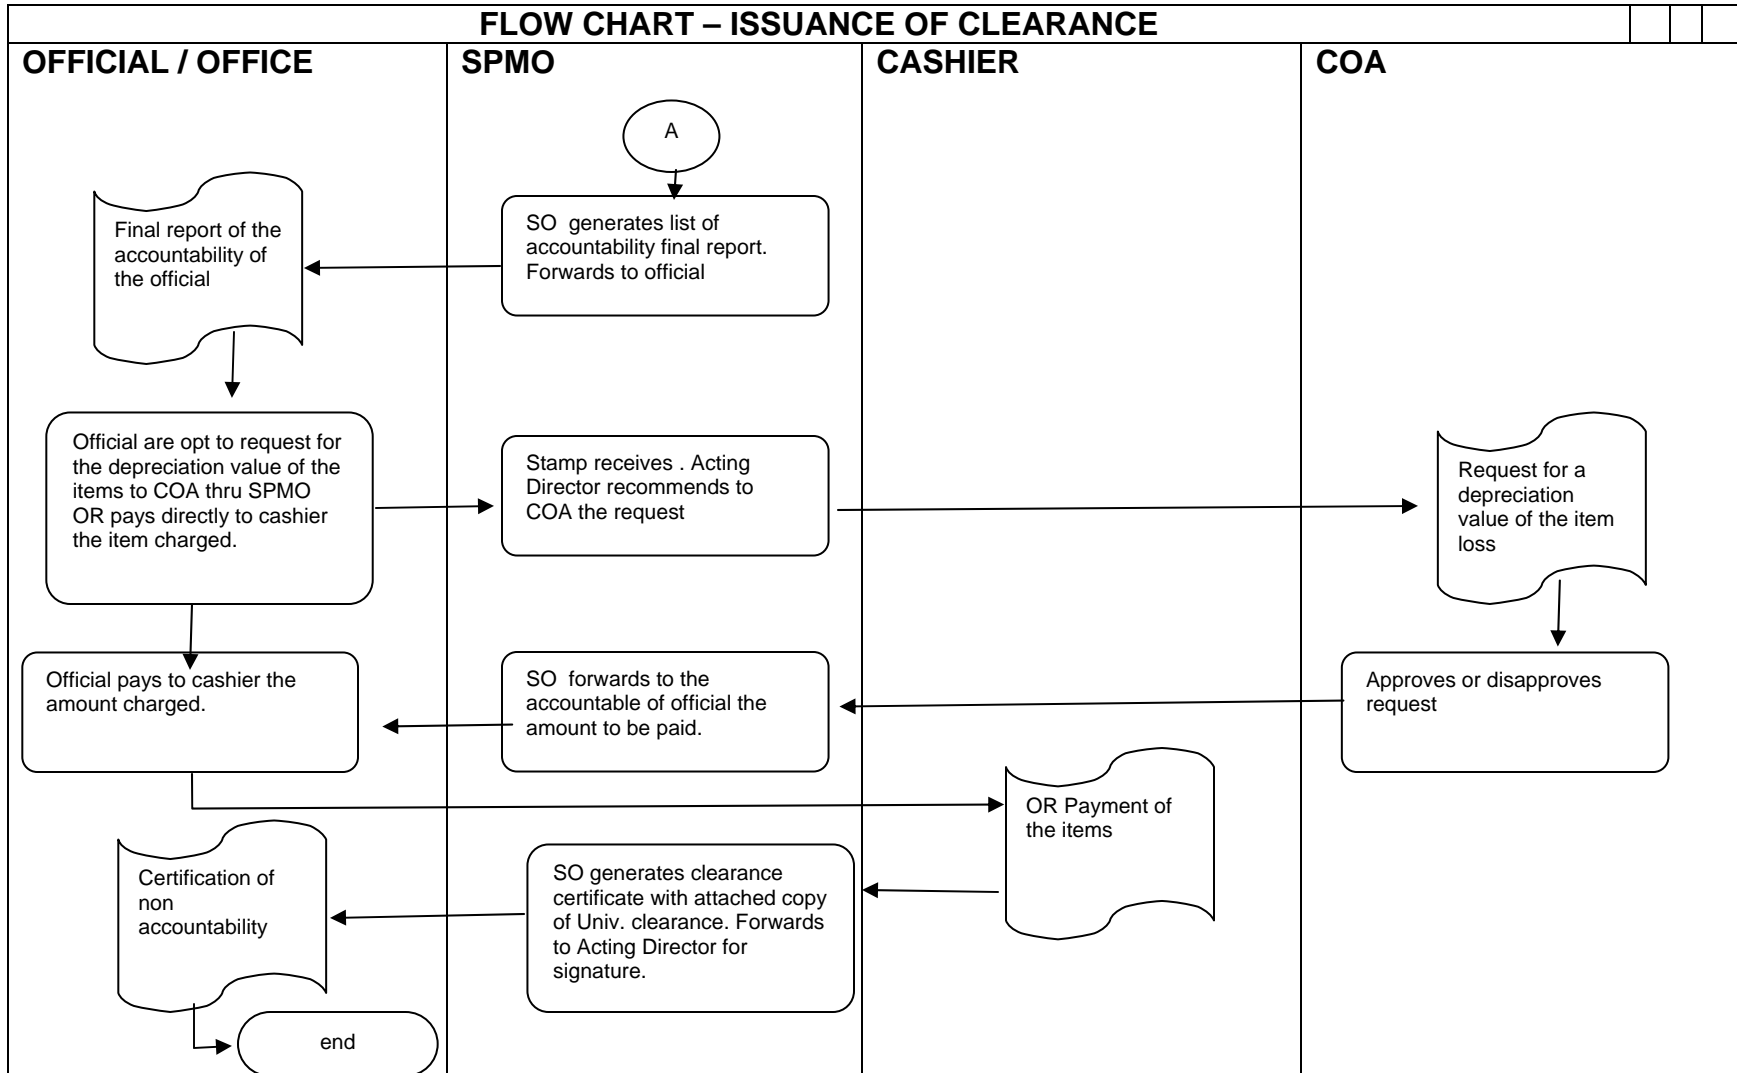 FLOW CHART – ISSUANCE OF CLEARANCE
OFFICIAL / OFFICE
SPMO
CASHIER
COA
A
SO  generates list of
accountability final report.
Forwards to official
Final report of the
accountability of
the official
Official are opt to request for
the depreciation value of the
items to COA thru SPMO
OR pays directly to cashier
the item charged.
Stamp receives . Acting
Director recommends to
COA the request
Request for a
depreciation
value of the item
loss
Official pays to cashier the
amount charged.
SO  forwards to the
accountable of official the
amount to be paid.
Approves or disapproves
request
OR Payment of
the items
Certification of
non
accountability
SO generates clearance
certificate with attached copy
of Univ. clearance. Forwards
to Acting Director for
signature.
end